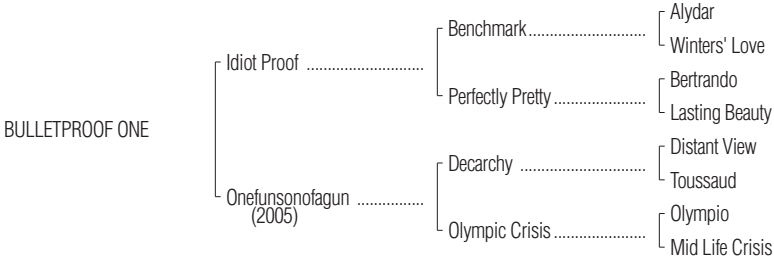 Alydar
Benchmark..........................
Winters' Love
Idiot Proof ..........................
Bertrando
Perfectly Pretty.....................
Lasting Beauty
BULLETPROOF ONE
Distant View
Decarchy ............................
Toussaud
Onefunsonofagun ...............
(2005)
Olympio
Olympic Crisis.....................
Mid Life Crisis